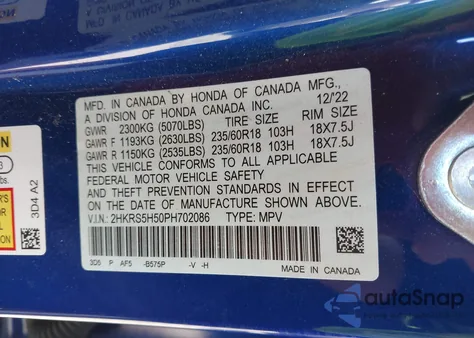 MFD. IN CANADA BY HONDA OF CANADA MFG.,
A DIVISION OF HONDA CANADA INC. 12/22
GVWR 2300KG (5070LBS) TIRE SIZE RIM SIZE
GAWR F 1193KG (2630LBS) 235/60R18 103H 18X7.5J
GAWR R 1150KG (2535LBS) 235/60R18 103H 18X7.5J
THIS VEHICLE CONFORMS TO ALL APPLICABLE
FEDERAL MOTOR VEHICLE SAFETY
AND THEFT PREVENTION STANDARDS IN EFFECT
ON THE DATE OF MANUFACTURE SHOWN ABOVE.
V.I.N.: 2HKRS5H50PH702086 TYPE: MPV
3D5 P AF5 -B575P -V -H
MADE IN CANADA
3D4 A2
autoSnap